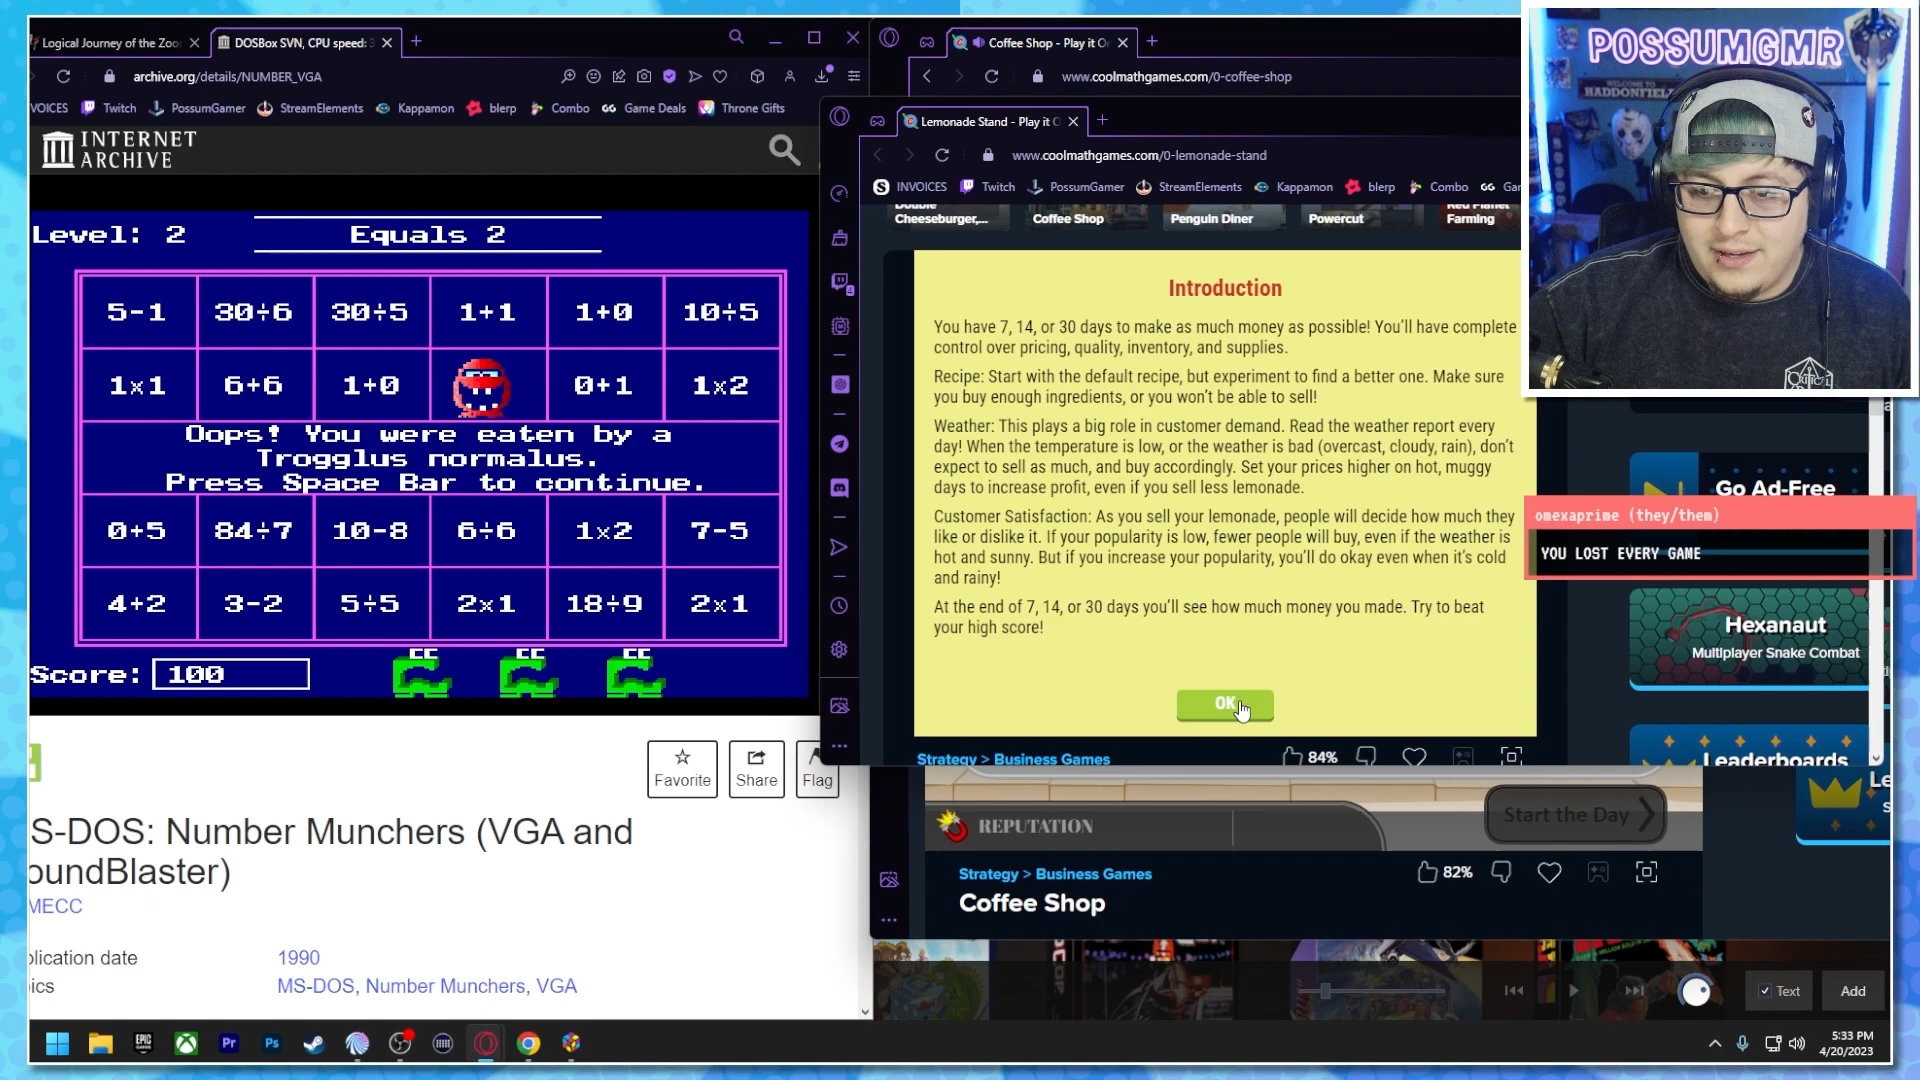 Logical Journey of the Zoo
DOSBox SVN, CPU speed: 3
archive.org/details/NUMBER_VGA
VOICES
Twitch
PossumGamer
StreamElements
Kappamon
blerp
Combo
Game Deals
Throne Gifts
INTERNET
ARCHIVE
Level: 2
Equals 2
5-1 30÷6 30÷5 1+1 1+0 10÷5
1x1 6+6 1+0 0+1 1x2
Oops! You were eaten by a
Trogglus normalus.
Press Space Bar to continue.
0+5 84÷7 10-8 6÷6 1x2 7-5
4+2 3-2 5÷5 2x1 18÷9 2x1
Score: 100
Favorite
Share
Flag
S-DOS: Number Munchers (VGA and
oundBlaster)
MECC
plication date 1990
ics MS-DOS, Number Munchers, VGA
Coffee Shop - Play it O
www.coolmathgames.com/0-coffee-shop
Lemonade Stand - Play it O
www.coolmathgames.com/0-lemonade-stand
INVOICES
Twitch
PossumGamer
StreamElements
Kappamon
blerp
Combo
Gar
Double
Cheeseburger,...
Coffee Shop
Penguin Diner
Powercut
Red Planet
Farming
Introduction
You have 7, 14, or 30 days to make as much money as possible! You'll have complete
control over pricing, quality, inventory, and supplies.
Recipe: Start with the default recipe, but experiment to find a better one. Make sure
you buy enough ingredients, or you won't be able to sell!
Weather: This plays a big role in customer demand. Read the weather report every
day! When the temperature is low, or the weather is bad (overcast, cloudy, rain), don't
expect to sell as much, and buy accordingly. Set your prices higher on hot, muggy
days to increase profit, even if you sell less lemonade.
Customer Satisfaction: As you sell your lemonade, people will decide how much they
like or dislike it. If your popularity is low, fewer people will buy, even if the weather is
hot and sunny. But if you increase your popularity, you'll do okay even when it's cold
and rainy!
At the end of 7, 14, or 30 days you'll see how much money you made. Try to beat
your high score!
OK
Strategy > Business Games
84%
REPUTATION
Start the Day
Strategy > Business Games
82%
Coffee Shop
POSSUMGMR
WELCOME TO
HADDONFIELD
CRITICAL
Go Ad-Free
omexaprime (they/them)
YOU LOST EVERY GAME
Hexanaut
Multiplayer Snake Combat
Leaderboards
Le
S
Text
Add
EPIC
GAMES
Pr
Ps
5:33 PM
4/20/2023